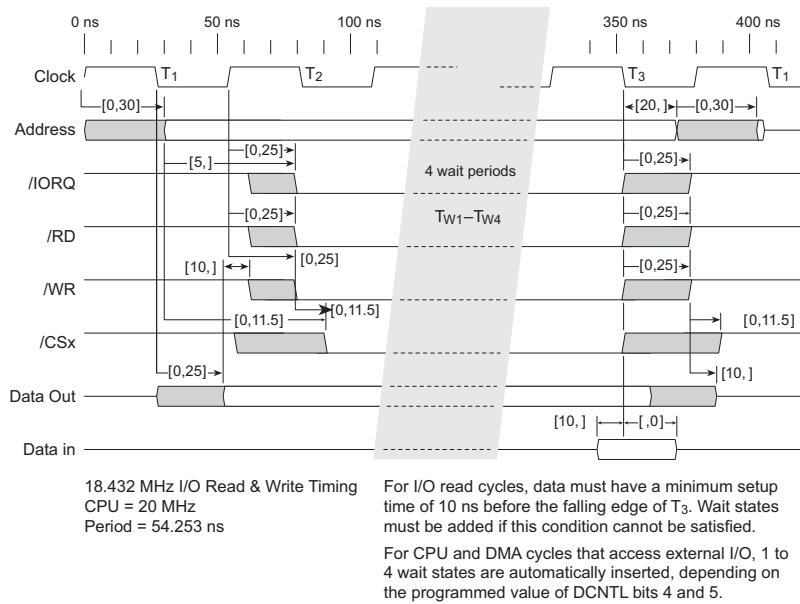 0 ns 50 ns 100 ns 350 ns 400 ns
Clock T1 T2 T3 T1
[0,30] [20, ] [0,30]
Address
[0,25] [0,25]
[5, ]
/IORQ 4 wait periods
[0,25] [0,25]
/RD TW1–TW4
[10, ] [0,25] [0,25]
/WR
[0,11.5]
[0,11.5] [0,11.5]
/CSx
[0,25] [10, ]
Data Out
[10, ] [ ,0]
Data in
18.432 MHz I/O Read & Write Timing
CPU = 20 MHz
Period = 54.253 ns
For I/O read cycles, data must have a minimum setup
time of 10 ns before the falling edge of T3. Wait states
must be added if this condition cannot be satisfied.
For CPU and DMA cycles that access external I/O, 1 to
4 wait states are automatically inserted, depending on
the programmed value of DCNTL bits 4 and 5.